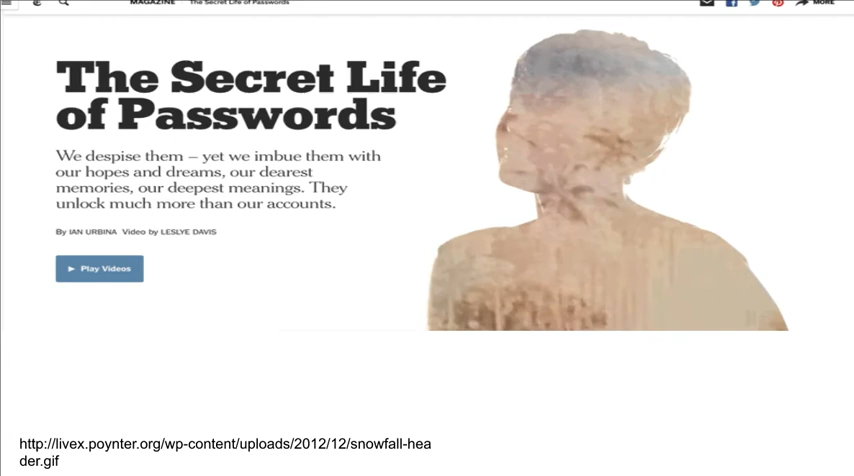 MAGAZINE The Secret Life of Passwords MORE
The Secret Life
of Passwords
We despise them – yet we imbue them with
our hopes and dreams, our dearest
memories, our deepest meanings. They
unlock much more than our accounts.
By IAN URBINA Video by LESLYE DAVIS
Play Videos
http://livex.poynter.org/wp-content/uploads/2012/12/snowfall-hea
der.gif